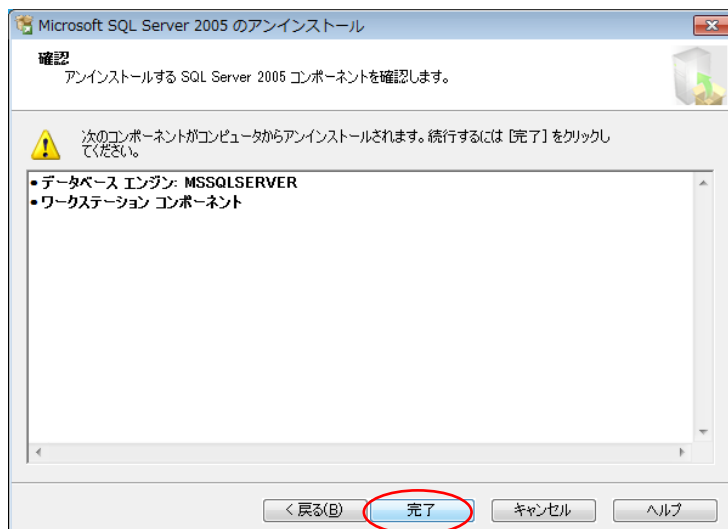 Microsoft SQL Server 2005 のアンインストール
確認
アンインストールする SQL Server 2005 コンポーネントを確認します。
次のコンポーネントがコンピュータからアンインストールされます。続行するには [完了] をクリックし
てください。
• データベース エンジン: MSSQLSERVER
• ワークステーション コンポーネント
< 戻る(B)
完了
キャンセル
ヘルプ